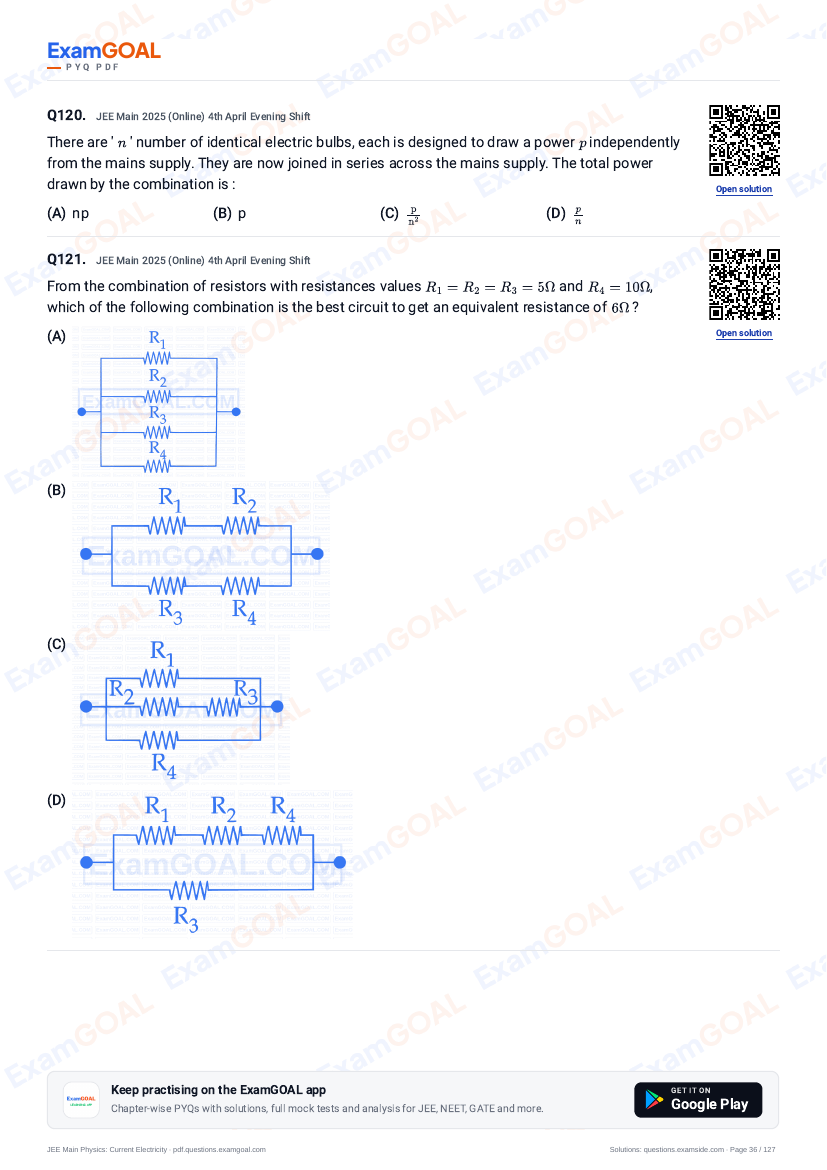 ExamGOAL
PYQ PDF
Q120. JEE Main 2025 (Online) 4th April Evening Shift
There are ' n ' number of identical electric bulbs, each is designed to draw a power p independently
from the mains supply. They are now joined in series across the mains supply. The total power
drawn by the combination is :
Open solution
(A) np (B) p (C) p/n² (D) p/n
Q121. JEE Main 2025 (Online) 4th April Evening Shift
From the combination of resistors with resistances values R₁ = R₂ = R₃ = 5Ω and R₄ = 10Ω,
which of the following combination is the best circuit to get an equivalent resistance of 6Ω ?
Open solution
(A)
R₁
R₂
ExamGOAL.COM
R₃
R₄
(B)
R₁ R₂
ExamGOAL.COM
R₃ R₄
(C)
R₁
R₂ R₃
R₄
(D)
R₁ R₂ R₄
ExamGOAL.COM
R₃
ExamGOAL
Keep practising on the ExamGOAL app
Chapter-wise PYQs with solutions, full mock tests and analysis for JEE, NEET, GATE and more.
GET IT ON
Google Play
JEE Main Physics: Current Electricity · pdf.questions.examgoal.com
Solutions: questions.examside.com · Page 36 / 127